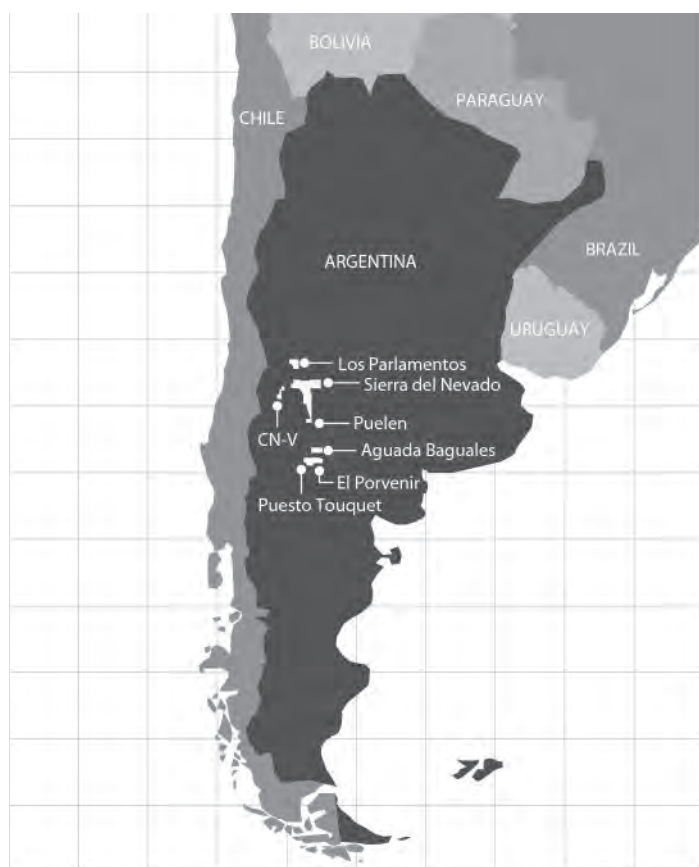 BOLIVIA
PARAGUAY
CHILE
ARGENTINA
BRAZIL
URUGUAY
Los Parlamentos
Sierra del Nevado
Puelen
CN-V
Aguada Baguales
El Porvenir
Puesto Touquet